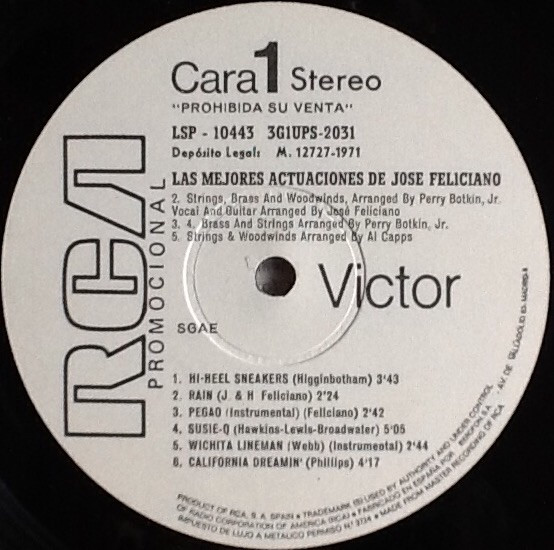 Cara 1 Stereo
"PROHIBIDA SU VENTA"
LSP - 10443 3G1UPS-2031
Depósito Legal: M. 12727-1971
LAS MEJORES ACTUACIONES DE JOSE FELICIANO
2. Strings, Brass And Woodwinds, Arranged By Perry Botkin, Jr.
Vocal And Guitar Arranged By José Feliciano
3. 4. Brass And Strings Arranged By Perry Botkin, Jr.
5. Strings & Woodwinds Arranged By Al Capps
RCA
PROMOCIONAL
Victor
SGAE
1. HI-HEEL SNEAKERS (Higginbotham) 3'43
2. RAIN (J. & H Feliciano) 2'24
3. PEGAO (Instrumental) (Feliciano) 2'42
4. SUSIE-Q (Hawkins-Lewis-Broadwater) 5'05
5. WICHITA LINEMAN (Webb) (Instrumental) 2'44
6. CALIFORNIA DREAMIN' (Phillips) 4'17
PRODUCT OF RCA, S. A. SPAIN • TRADEMARK (S) USED BY AUTHORITY AND UNDER CONTROL
OF RADIO CORPORATION OF AMERICA (RCA) • FABRICADO EN ESPAÑA POR: IBEROFON S.A. - AV. DE MADRID
IMPUESTO DE LUJO A METALICO PERMISO N.º 3724 • MADE FROM MASTER RECORDING OF RCA